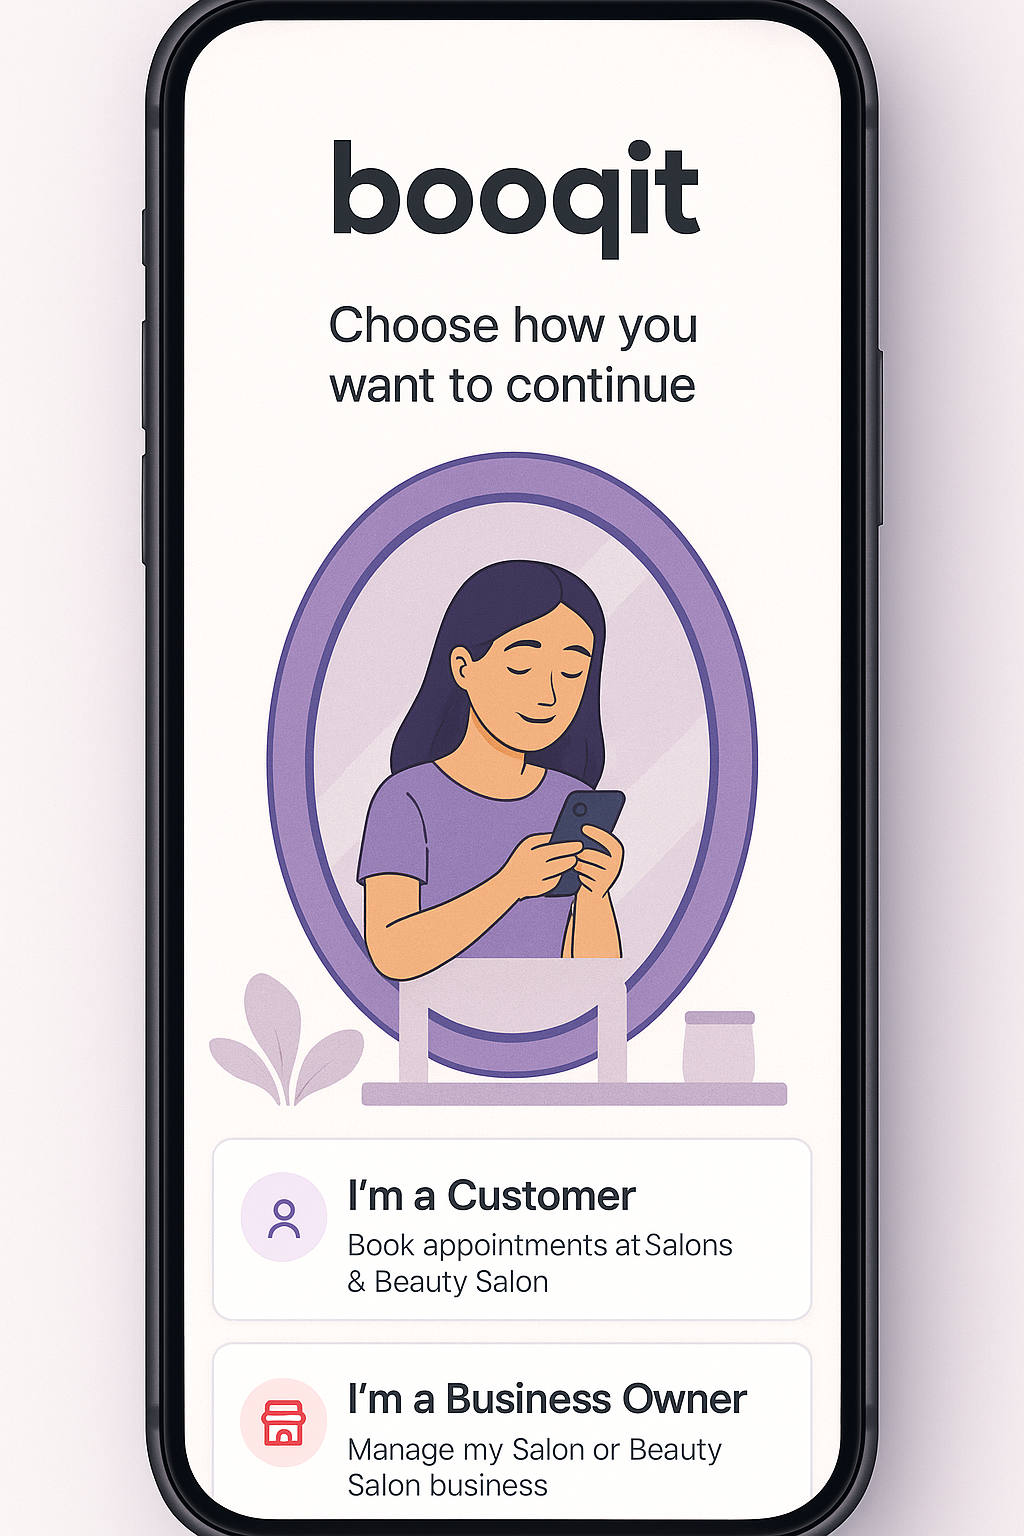 booqit
Choose how you
want to continue
I'm a Customer
Book appointments at Salons
& Beauty Salon
I'm a Business Owner
Manage my Salon or Beauty
Salon business